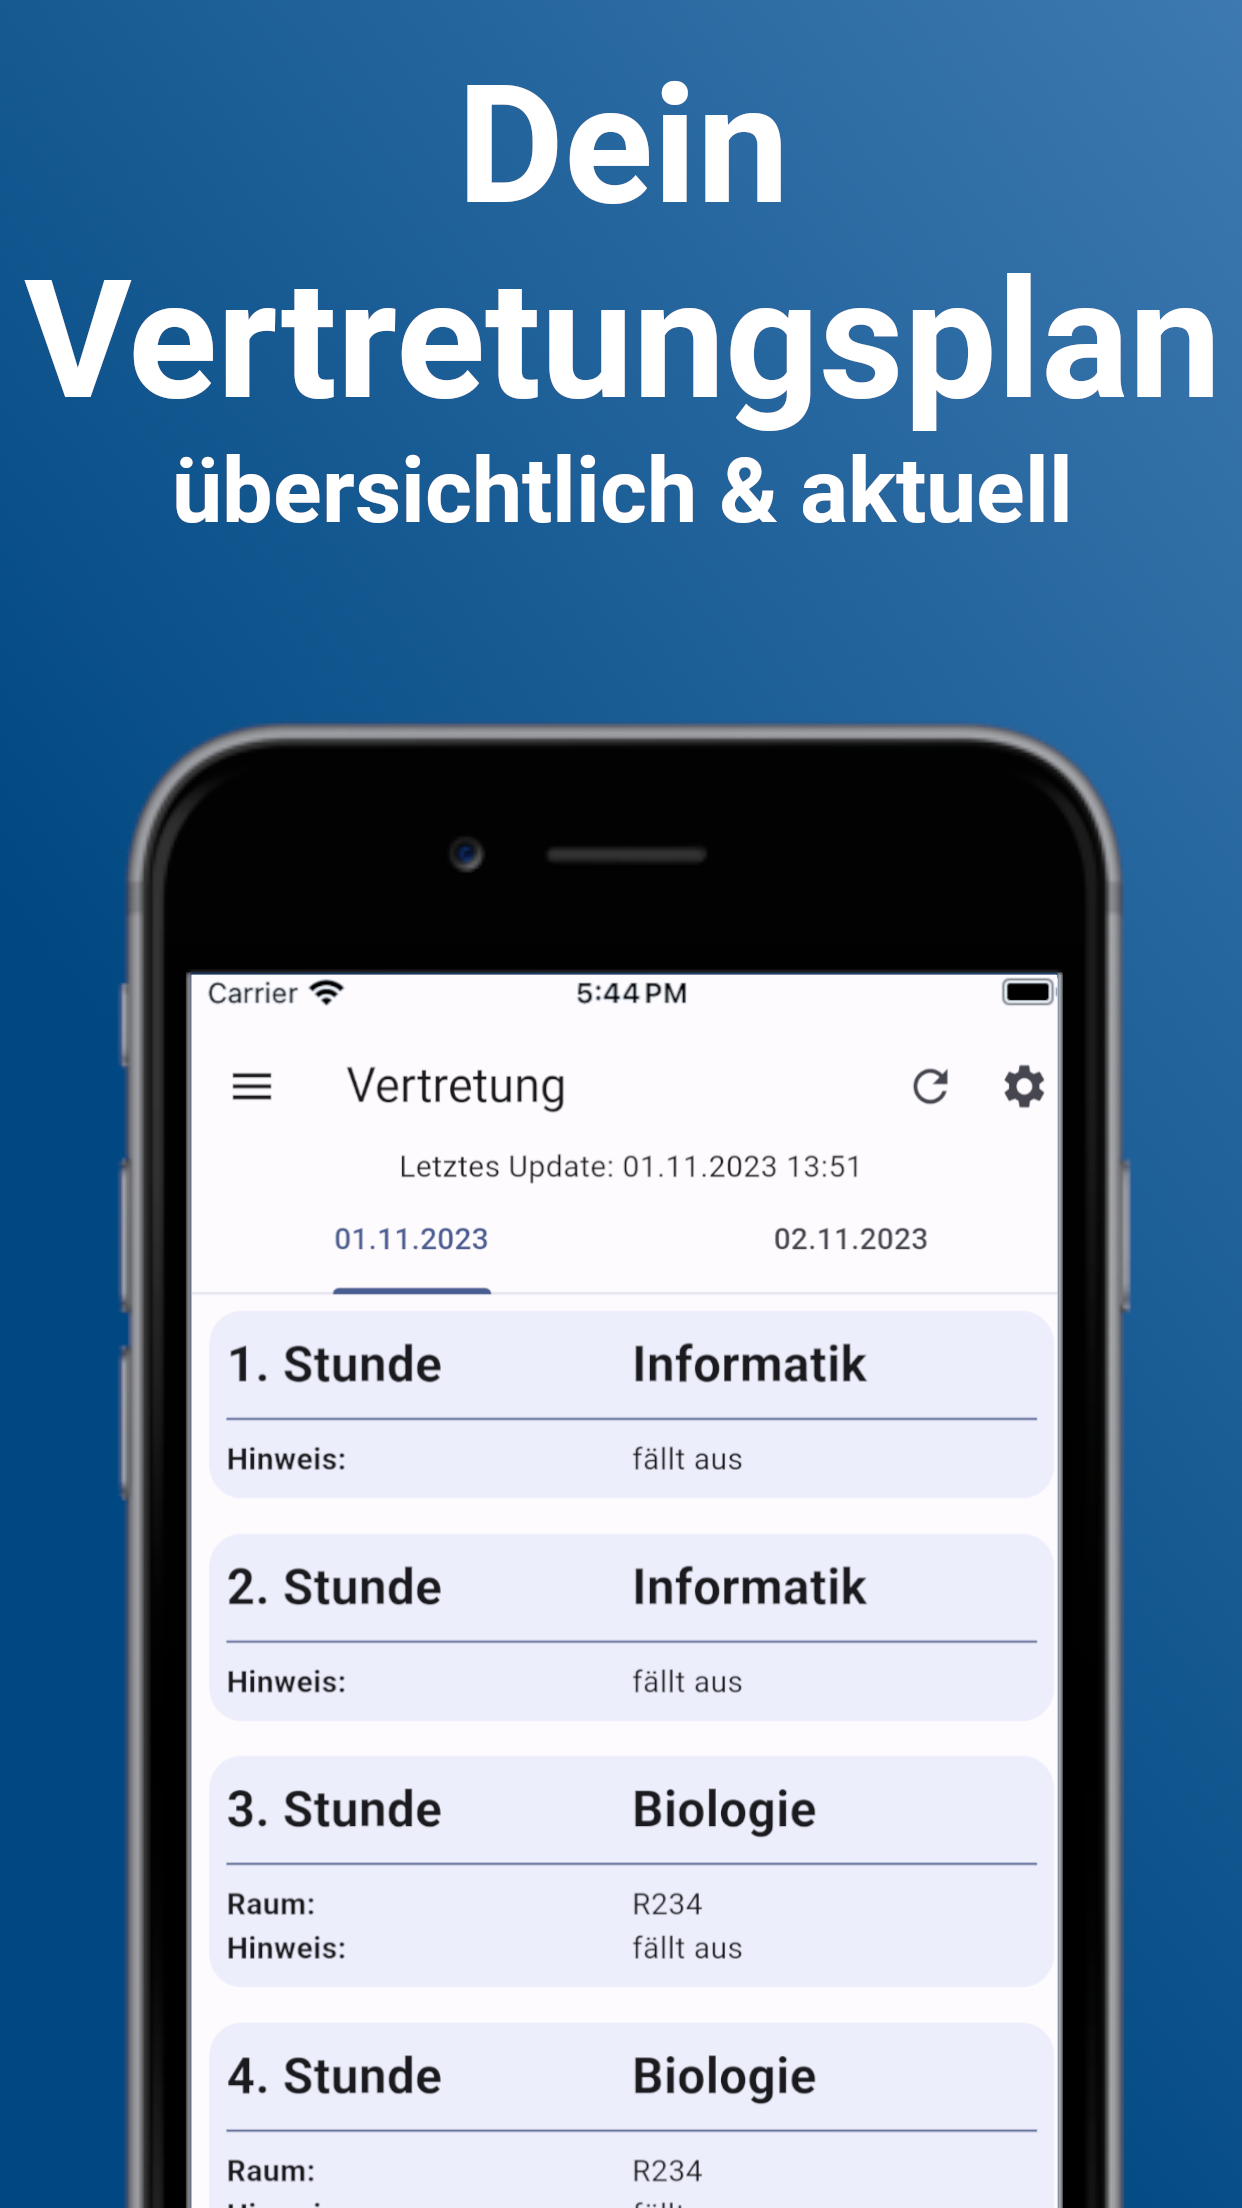 Dein
Vertretungsplan
übersichtlich & aktuell
Carrier 5:44 PM
Vertretung
Letztes Update: 01.11.2023 13:51
01.11.2023 02.11.2023
1. Stunde Informatik
Hinweis: fällt aus
2. Stunde Informatik
Hinweis: fällt aus
3. Stunde Biologie
Raum: R234
Hinweis: fällt aus
4. Stunde Biologie
Raum: R234